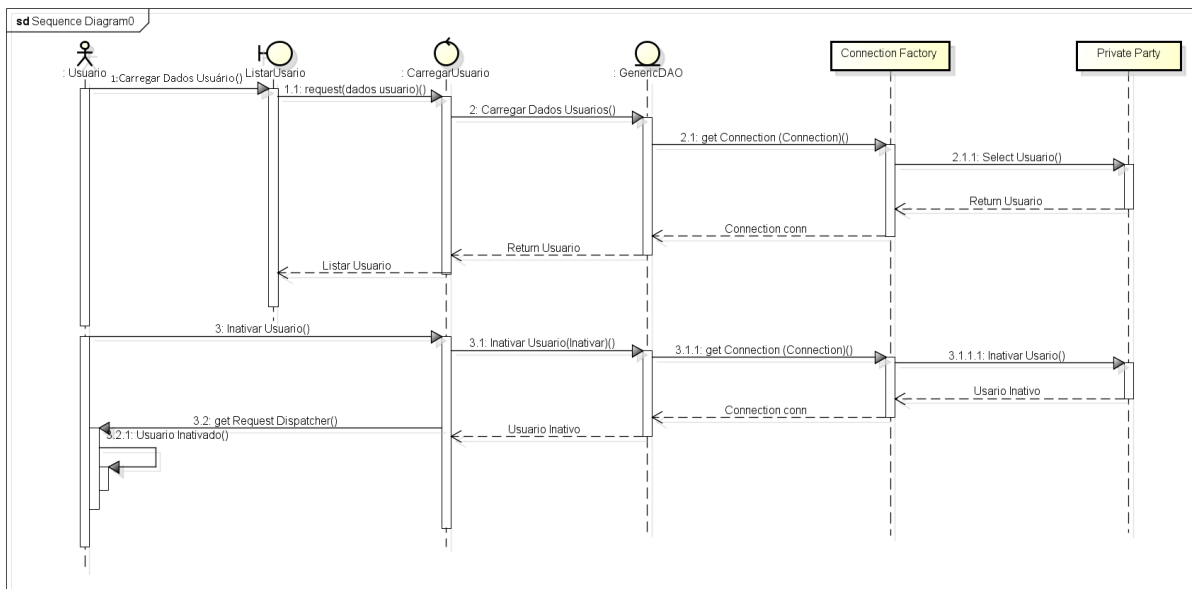 sd Sequence Diagram0
: Usuario
ListarUsario
: CarregarUsuario
: GenericDAO
Connection Factory
Private Party
1:Carregar Dados Usuário()
1.1: request(dados usuario)()
2: Carregar Dados Usuarios()
2.1: get Connection (Connection)()
2.1.1: Select Usuario()
Return Usuario
Connection conn
Return Usuario
Listar Usuario
3: Inativar Usuario()
3.1: Inativar Usuario(Inativar)()
3.1.1: get Connection (Connection)()
3.1.1.1: Inativar Usario()
Usario Inativo
Connection conn
Usuario Inativo
3.2: get Request Dispatcher()
3.2.1: Usuario Inativado()